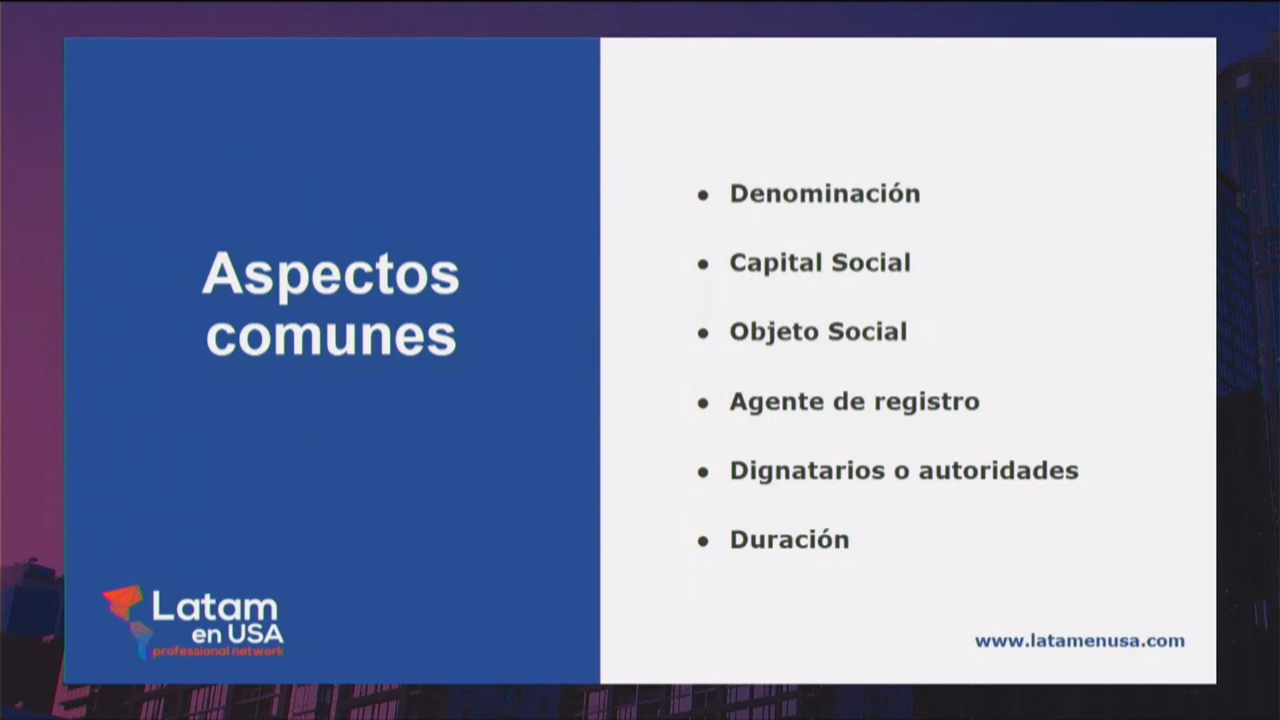 Aspectos
comunes
● Denominación
● Capital Social
● Objeto Social
● Agente de registro
● Dignatarios o autoridades
● Duración
Latam
en USA
professional network
www.latamenusa.com